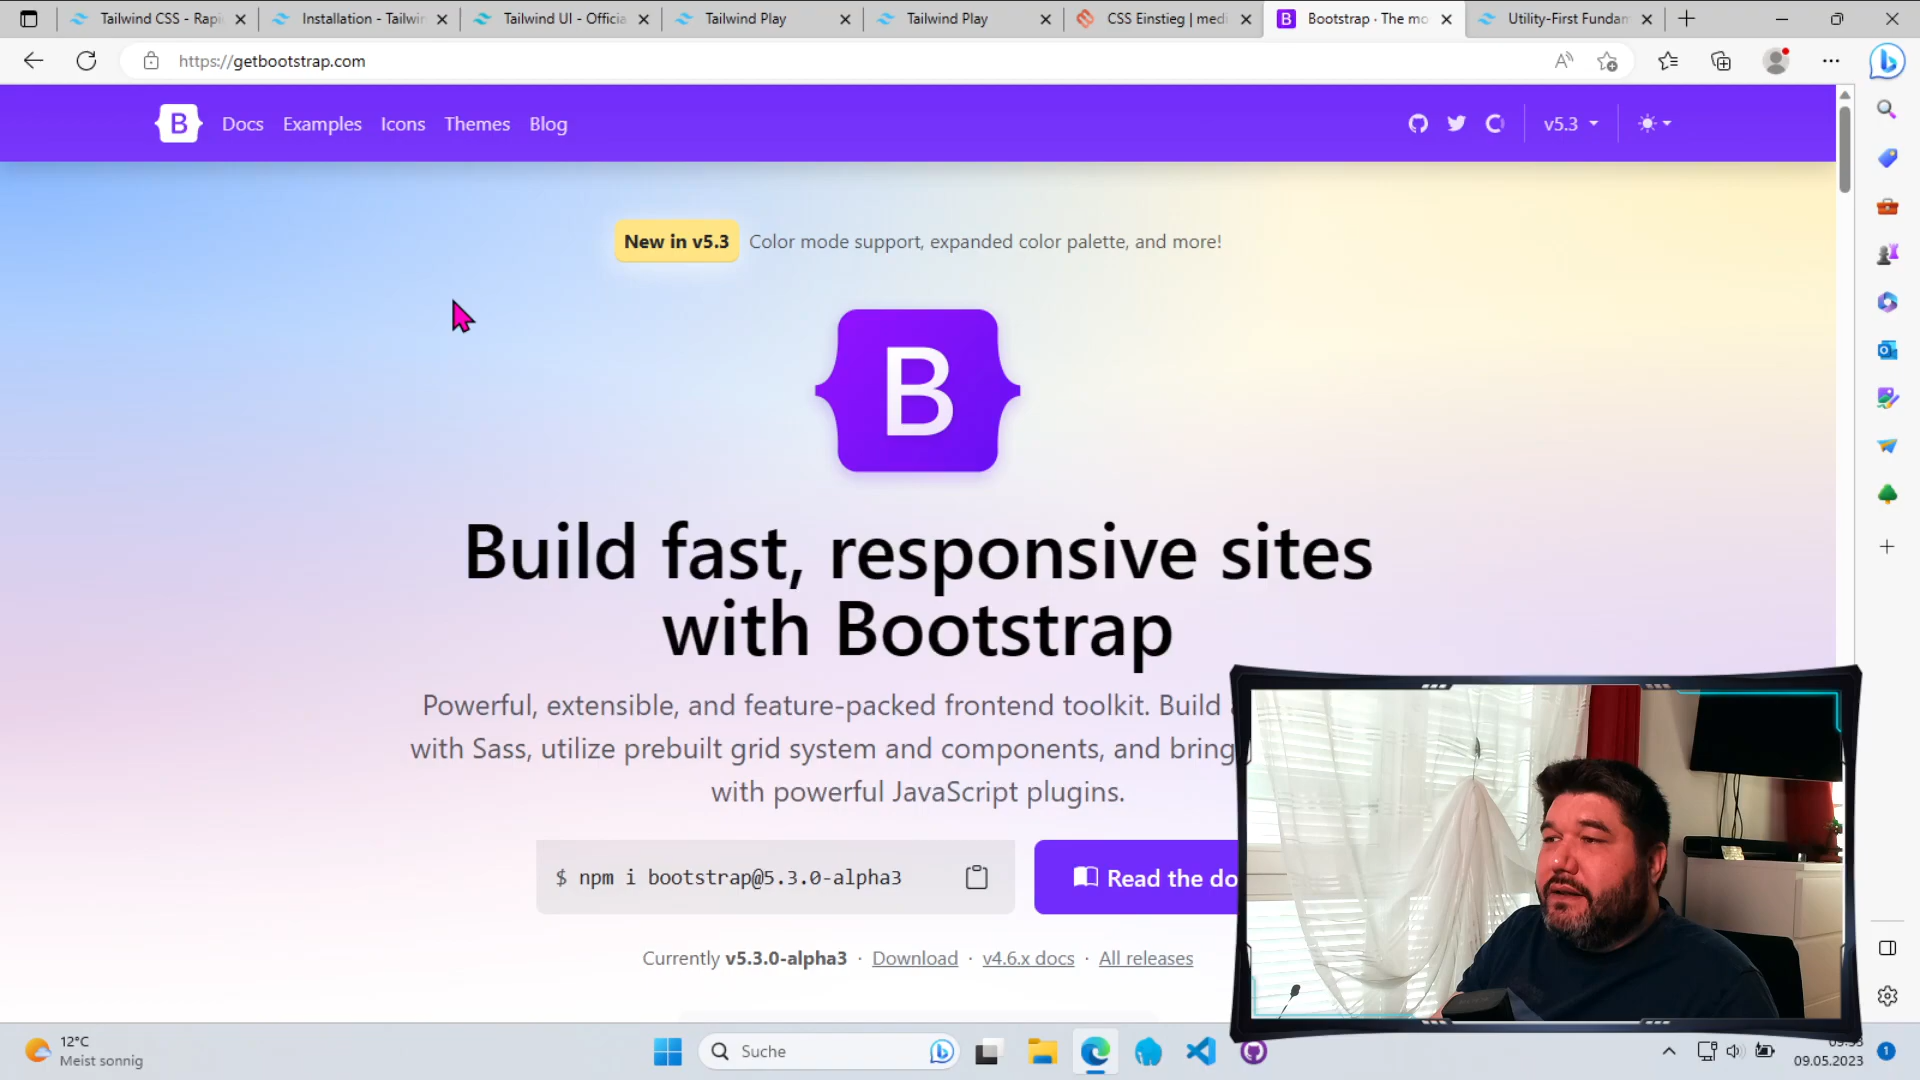 Tailwind CSS - Rapi
Installation - Tailwin
Tailwind UI - Officia
Tailwind Play
Tailwind Play
CSS Einstieg | medi
Bootstrap · The mo
Utility-First Fundam
https://getbootstrap.com
B
Docs
Examples
Icons
Themes
Blog
v5.3
New in v5.3
Color mode support, expanded color palette, and more!
B
Build fast, responsive sites
with Bootstrap
Powerful, extensible, and feature-packed frontend toolkit. Build
with Sass, utilize prebuilt grid system and components, and bring
with powerful JavaScript plugins.
$ npm i bootstrap@5.3.0-alpha3
Read the do
Currently v5.3.0-alpha3 · Download · v4.6.x docs · All releases
12°C
Meist sonnig
Suche
09.05.2023
1